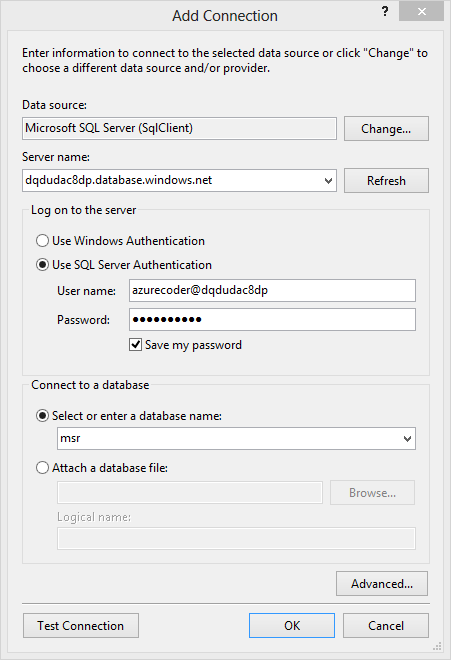 Add Connection
?
Enter information to connect to the selected data source or click "Change" to
choose a different data source and/or provider.
Data source:
Microsoft SQL Server (SqlClient)
Change...
Server name:
dqdudac8dp.database.windows.net
Refresh
Log on to the server
Use Windows Authentication
Use SQL Server Authentication
User name:
azurecoder@dqdudac8dp
Password:
●●●●●●●●●●
Save my password
Connect to a database
Select or enter a database name:
msr
Attach a database file:
Browse...
Logical name:
Advanced...
Test Connection
OK
Cancel